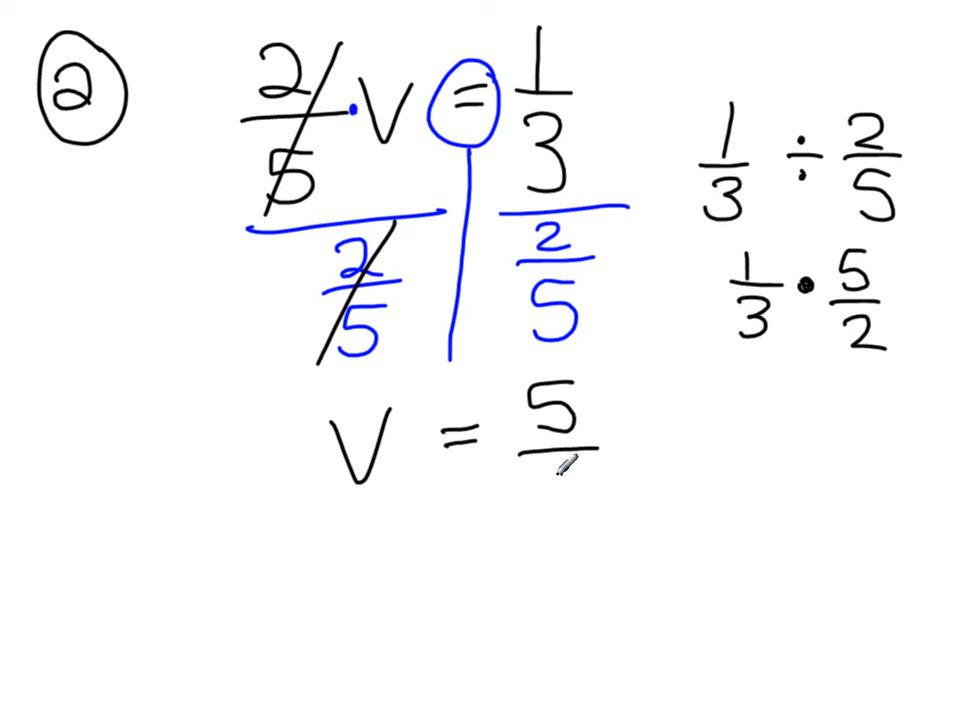 2
2/5 · V = 1/3
2/5 2/5
1/3 ÷ 2/5
1/3 · 5/2
V = 5/